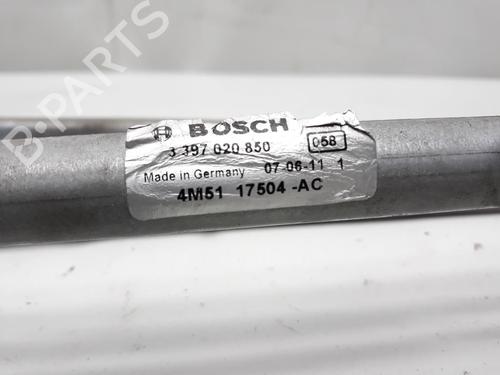 B-PARTS
BOSCH
3 397 020 850 058
Made in Germany 07-06-11 1
4M51 17504-AC